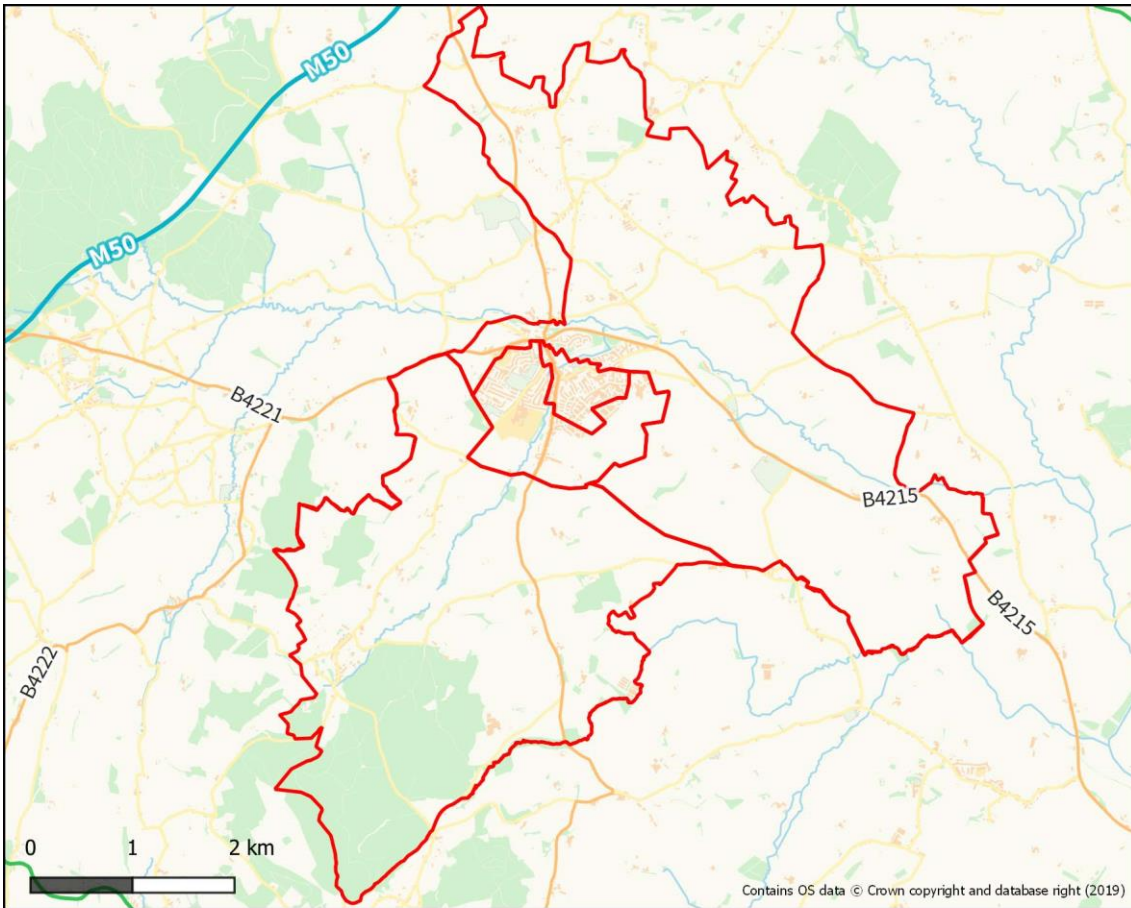 M50
M50
B4221
B4215
B4215
B4222
0 1 2 km
Contains OS data © Crown copyright and database right (2019)